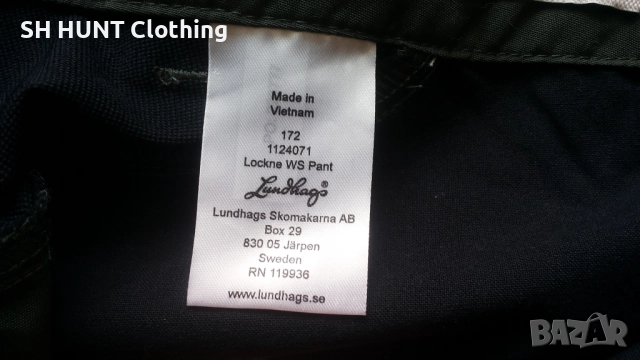 SH HUNT Clothing
Made in
Vietnam
172
1124071
Lockne WS Pant
Lundhags®
Lundhags Skomakarna AB
Box 29
830 05 Järpen
Sweden
RN 119936
www.lundhags.se
BAZAR